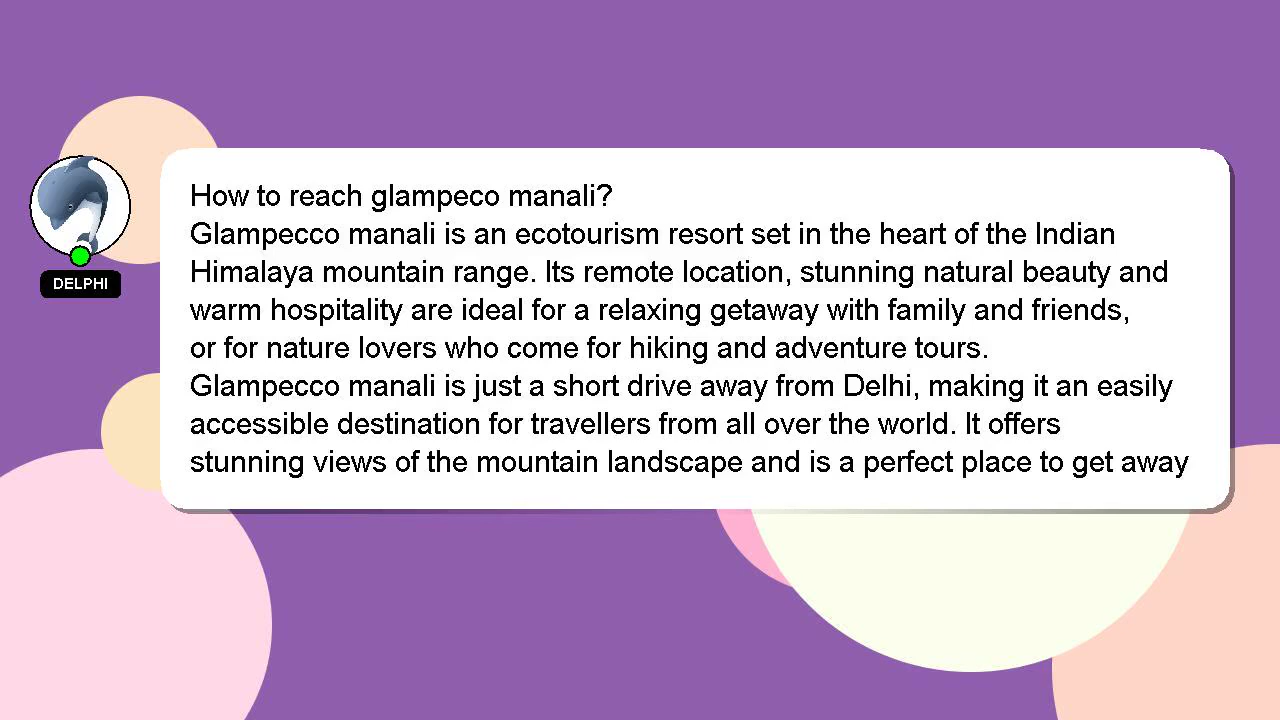 DELPHI
How to reach glampeco manali?
Glampecco manali is an ecotourism resort set in the heart of the Indian
Himalaya mountain range. Its remote location, stunning natural beauty and
warm hospitality are ideal for a relaxing getaway with family and friends,
or for nature lovers who come for hiking and adventure tours.
Glampecco manali is just a short drive away from Delhi, making it an easily
accessible destination for travellers from all over the world. It offers
stunning views of the mountain landscape and is a perfect place to get away